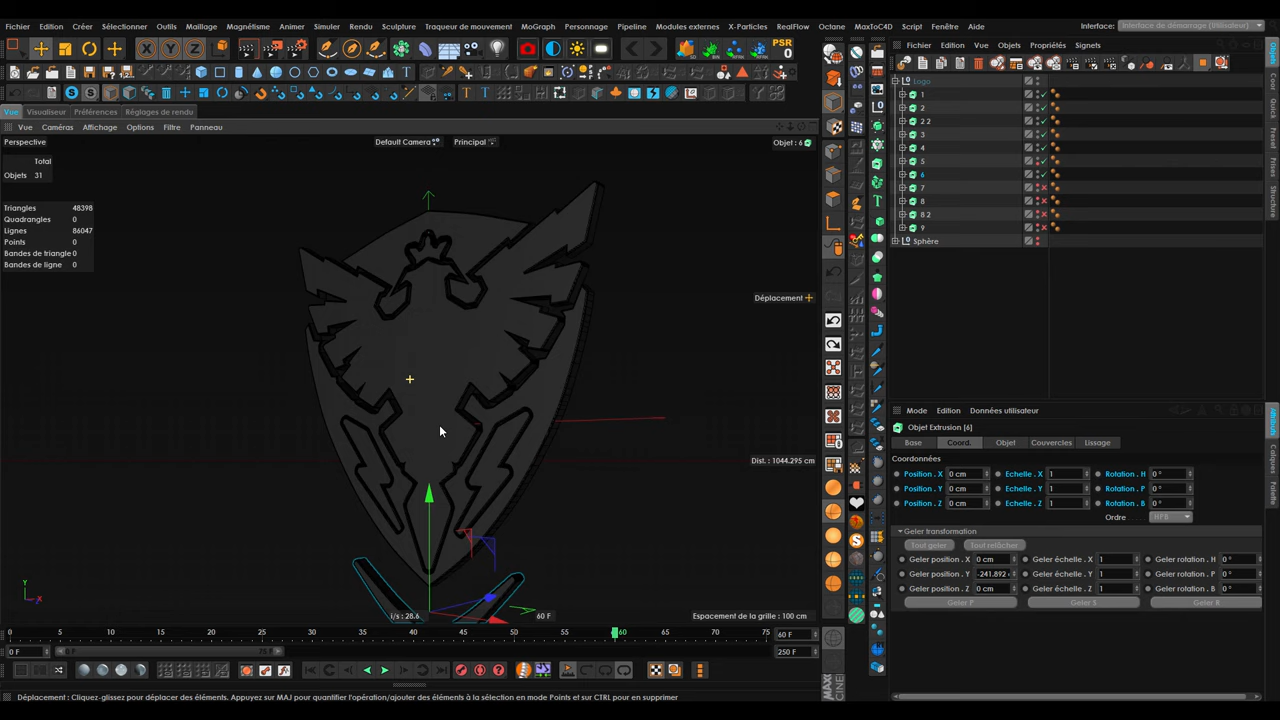 Fichier Edition Créer Sélectionner Outils Maillage Magnétisme Animer Simuler Rendu Sculpture Traqueur de mouvement MoGraph Personnage Pipeline Modules externes X-Particles RealFlow Octane MaxToC4D Script Fenêtre Aide Interface: Interface de démarrage (Utilisateur)
X Y Z PSR 0
Fichier Edition Vue Objets Propriétés Signets
Vue Visualiseur Préférences Réglages de rendu
Vue Caméras Affichage Options Filtre Panneau
Perspective Default Camera Principal Objet : 6
Total
Objets 31
Triangles 48398
Quadrangles 0
Lignes 86047
Points 0
Bandes de triangle 0
Bandes de ligne 0
Déplacement
Dist. : 1044.295 cm
Y
X
i/s : 28.6 60 F Espacement de la grille : 100 cm
Logo
1
2
2 2
3
4
5
6
7
8
8 2
9
Sphère
Mode Edition Données utilisateur
Objet Extrusion [6]
Base Coord. Objet Couvercles Lissage
Coordonnées
Position . X 0 cm Echelle . X 1 Rotation . H 0 °
Position . Y 0 cm Echelle . Y 1 Rotation . P 0 °
Position . Z 0 cm Echelle . Z 1 Rotation . B 0 °
Ordre HPB
Geler transformation
Tout geler Tout relâcher
Geler position . X 0 cm Geler échelle . X 1 Geler rotation . H 0 °
Geler position . Y -241.892 Geler échelle . Y 1 Geler rotation . P 0 °
Geler position . Z 0 cm Geler échelle . Z 1 Geler rotation . B 0 °
Geler P Geler S Geler R
0 5 10 15 20 25 30 35 40 45 50 55 60 65 70 75 60 F
0 F 250 F
Déplacement : Cliquez-glissez pour déplacer des éléments. Appuyez sur MAJ pour quantifier l'opération/ajouter des éléments à la sélection en mode Points et sur CTRL pour en supprimer